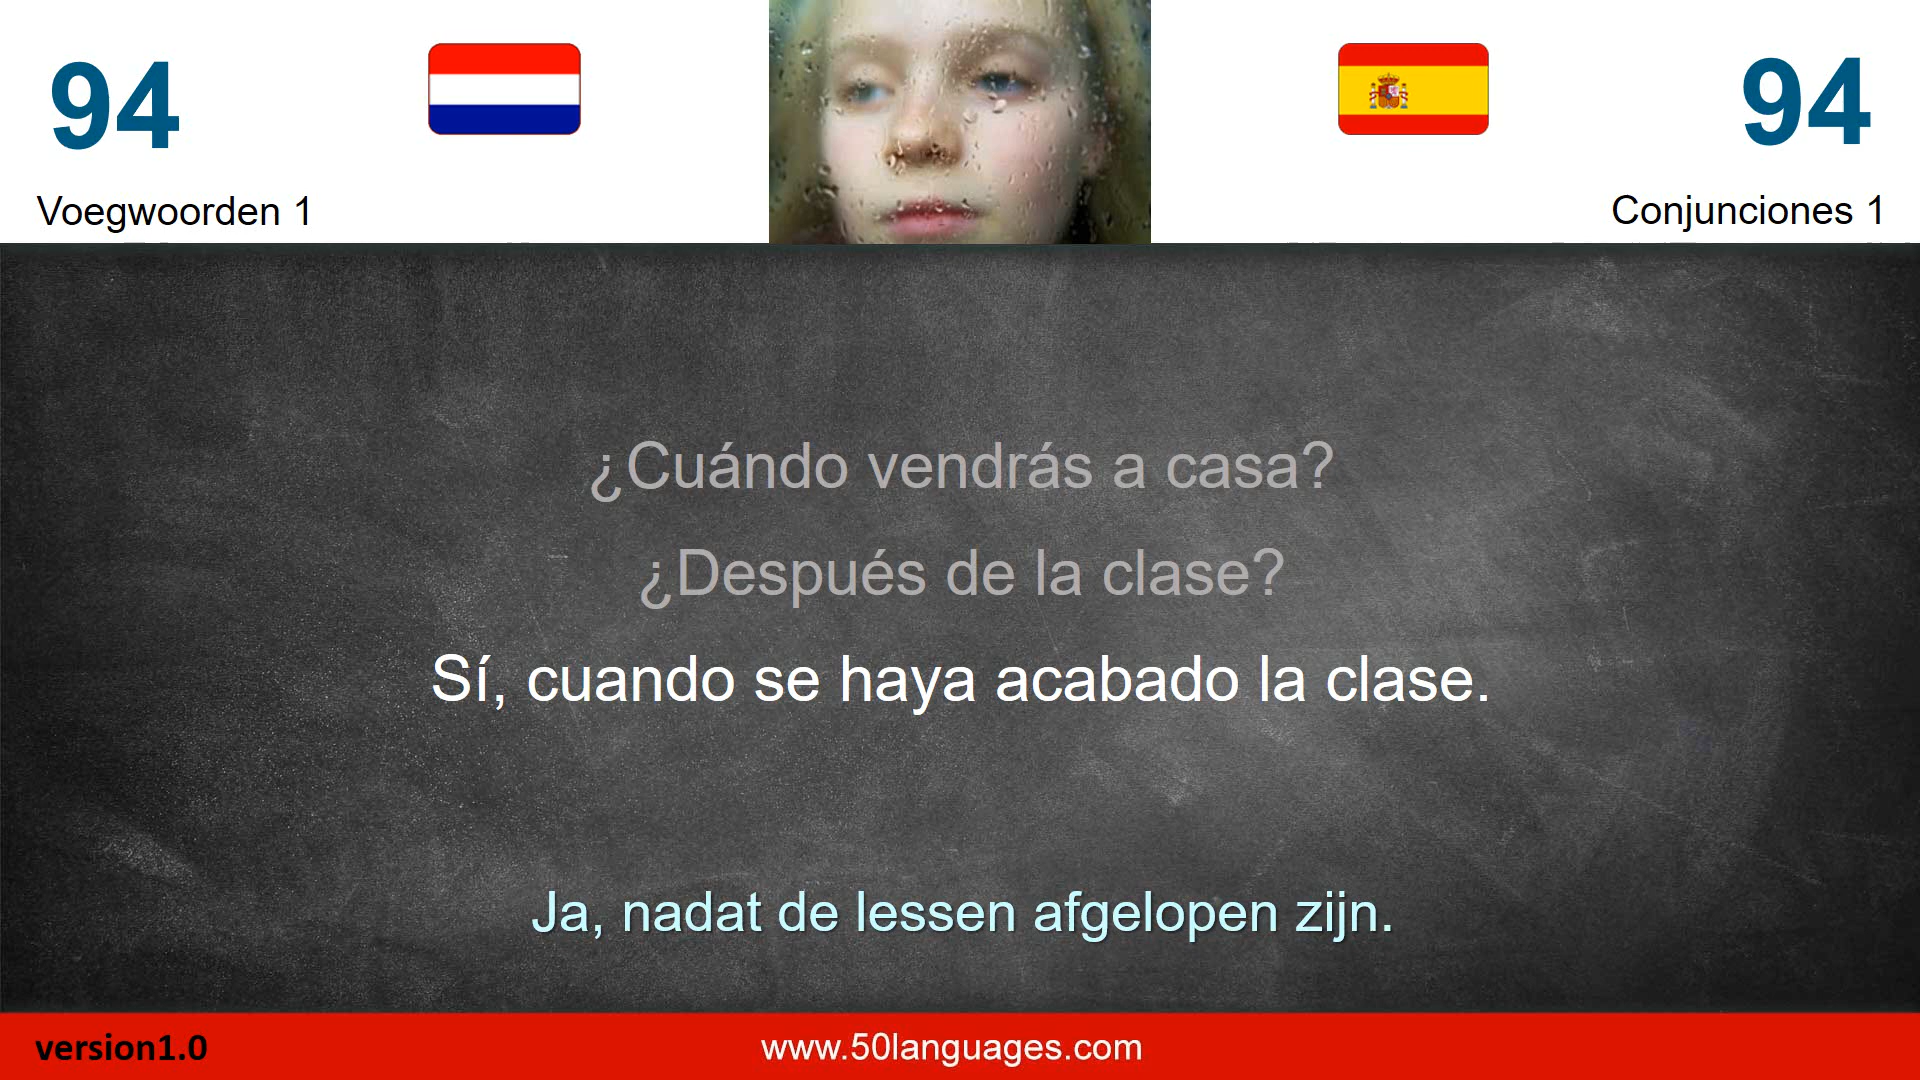 94
94
Voegwoorden 1
Conjunciones 1
¿Cuándo vendrás a casa?
¿Después de la clase?
Sí, cuando se haya acabado la clase.
Ja, nadat de lessen afgelopen zijn.
version1.0
www.50languages.com